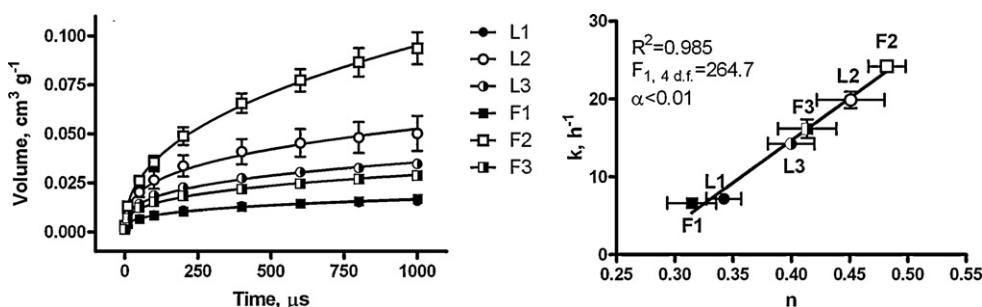 0.100
0.075
0.050
0.025
0.000
Volume, cm³ g⁻¹
0
250
500
750
1000
Time, µs
L1
L2
L3
F1
F2
F3
30
20
10
0
k, h⁻¹
R²=0.985
F₁, ₄ d.f.=264.7
α<0.01
F2
L2
F3
L3
L1
F1
0.25
0.30
0.35
0.40
0.45
0.50
0.55
n